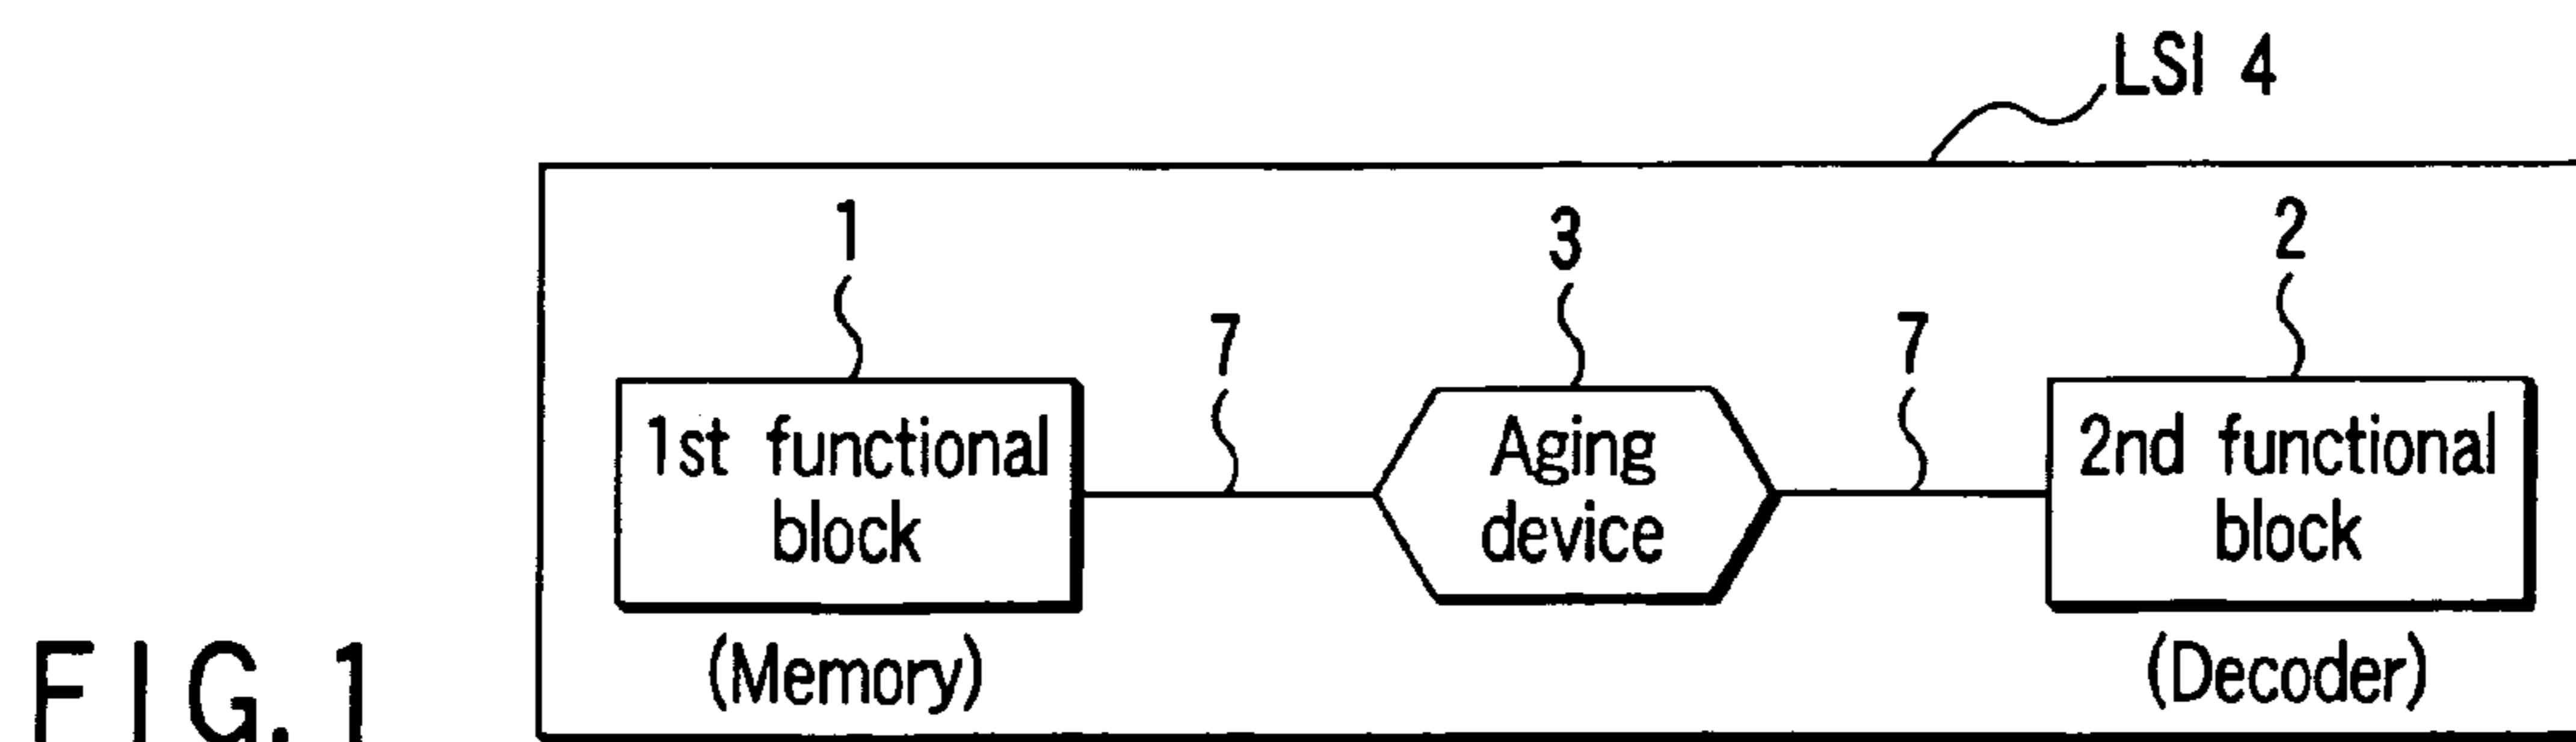 LSI 4
1
3
2
7
7
1st functional
block
Aging
device
2nd functional
block
(Memory)
(Decoder)
FIG. 1